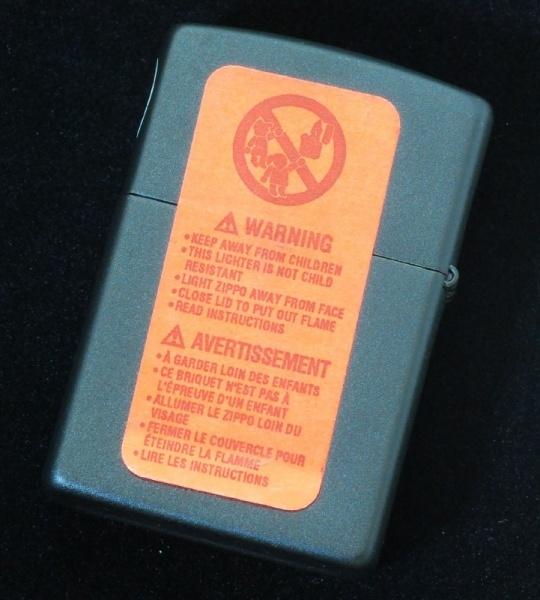 WARNING
•KEEP AWAY FROM CHILDREN
•THIS LIGHTER IS NOT CHILD
RESISTANT
•LIGHT ZIPPO AWAY FROM FACE
•CLOSE LID TO PUT OUT FLAME
•READ INSTRUCTIONS
AVERTISSEMENT
•À GARDER LOIN DES ENFANTS
•CE BRIQUET N'EST PAS À
L'ÉPREUVE D'UN ENFANT
•ALLUMER LE ZIPPO LOIN DU
VISAGE
•FERMER LE COUVERCLE POUR
ÉTEINDRE LA FLAMME
•LIRE LES INSTRUCTIONS